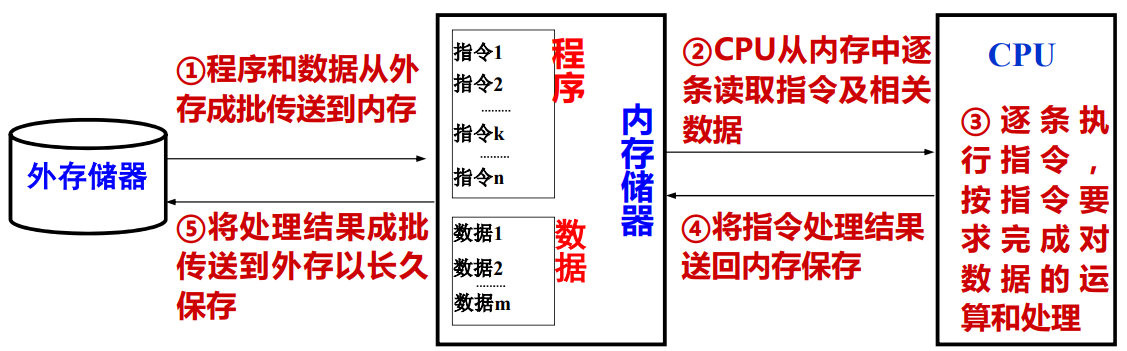 外存储器
①程序和数据从外
存成批传送到内存
⑤将处理结果成批
传送到外存以长久
保存
指令1
指令2
………
指令k
………
指令n
程序
数据1
数据2
………
数据m
数据
内存储器
②CPU从内存中逐
条读取指令及相关
数据
④将指令处理结果
送回内存保存
CPU
③逐条执
行指令，
按指令要
求完成对
数据的运
算和处理